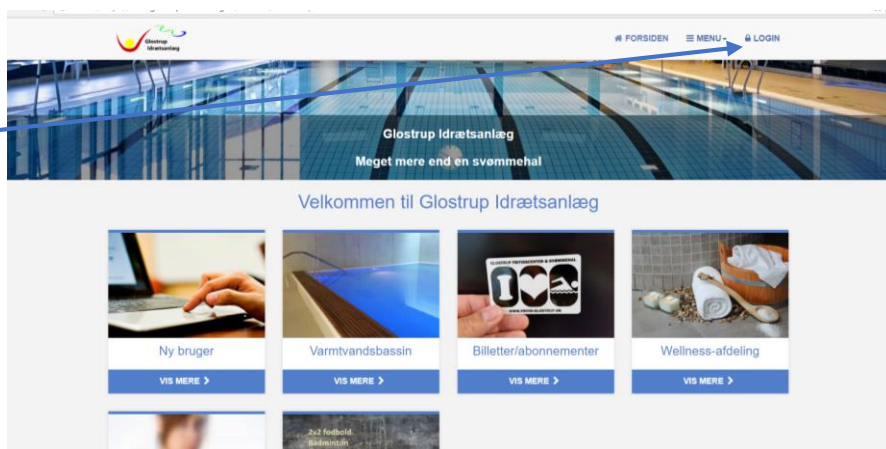 Glostrup
Idrætsanlæg
FORSIDEN
MENU
LOGIN
Glostrup Idrætsanlæg
Meget mere end en svømmehal
Velkommen til Glostrup Idrætsanlæg
Ny bruger
Varmtvandsbassin
Billetter/abonnementer
Wellness-afdeling
VIS MERE
VIS MERE
VIS MERE
VIS MERE
2v2 fodbold.
Badminton